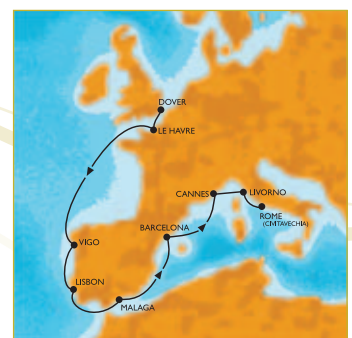 DOVER
LE HAVRE
CANNES
LIVORNO
ROME
(CIVITAVECHIA)
BARCELONA
VIGO
LISBON
MALAGA